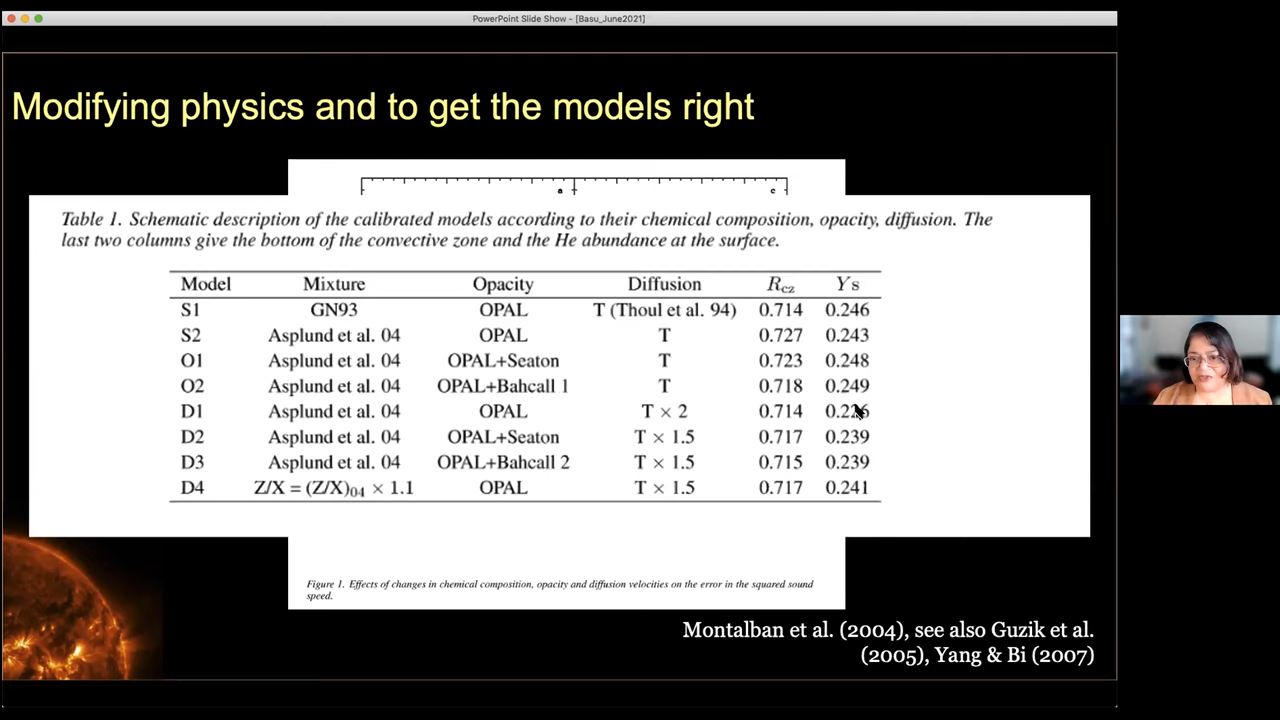 PowerPoint Slide Show - [Basu_June2021]
Modifying physics and to get the models right
a c
Table 1. Schematic description of the calibrated models according to their chemical composition, opacity, diffusion. The
last two columns give the bottom of the convective zone and the He abundance at the surface.
Model Mixture Opacity Diffusion Rcz Ys
S1 GN93 OPAL T (Thoul et al. 94) 0.714 0.246
S2 Asplund et al. 04 OPAL T 0.727 0.243
O1 Asplund et al. 04 OPAL+Seaton T 0.723 0.248
O2 Asplund et al. 04 OPAL+Bahcall 1 T 0.718 0.249
D1 Asplund et al. 04 OPAL T × 2 0.714
D2 Asplund et al. 04 OPAL+Seaton T × 1.5 0.717 0.239
D3 Asplund et al. 04 OPAL+Bahcall 2 T × 1.5 0.715 0.239
D4 Z/X = (Z/X)04 × 1.1 OPAL T × 1.5 0.717 0.241
Figure 1. Effects of changes in chemical composition, opacity and diffusion velocities on the error in the squared sound
speed.
Montalban et al. (2004), see also Guzik et al.
(2005), Yang & Bi (2007)